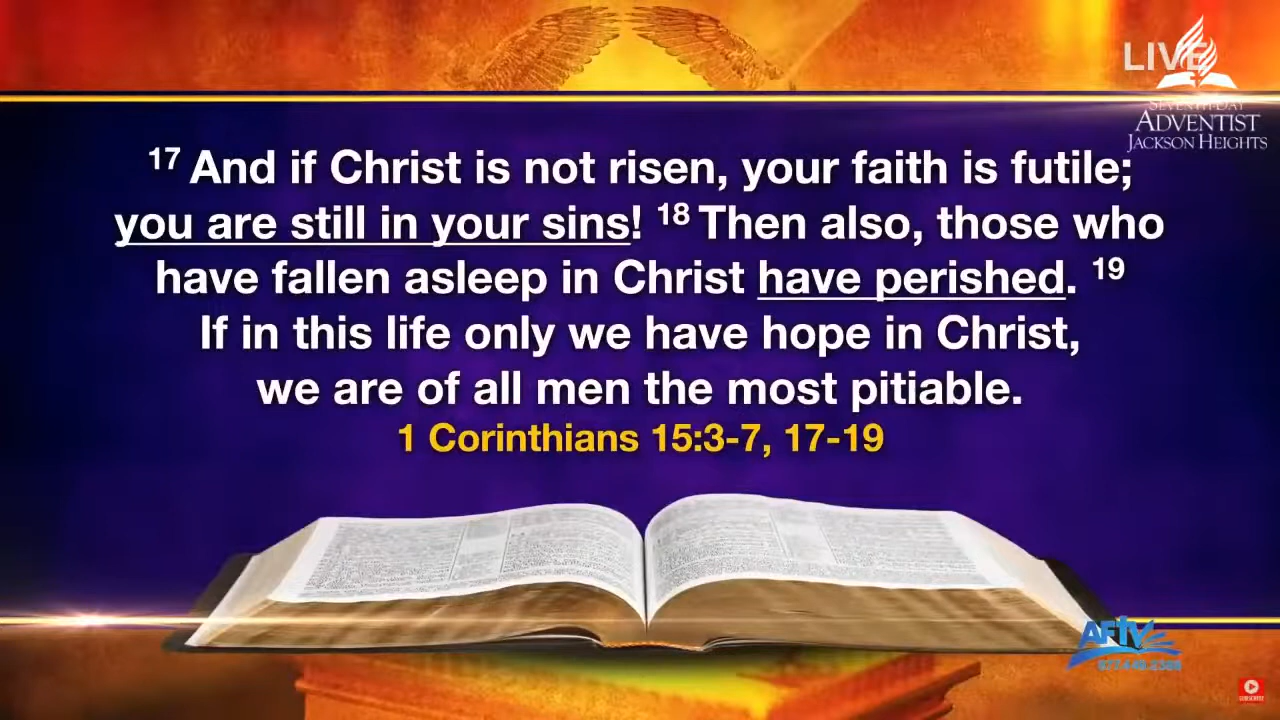 LIVE
SEVENTH-DAY
ADVENTIST
JACKSON HEIGHTS
17 And if Christ is not risen, your faith is futile;
you are still in your sins! 18 Then also, those who
have fallen asleep in Christ have perished. 19
If in this life only we have hope in Christ,
we are of all men the most pitiable.
1 Corinthians 15:3-7, 17-19
AFTV
SUBSCRIBE